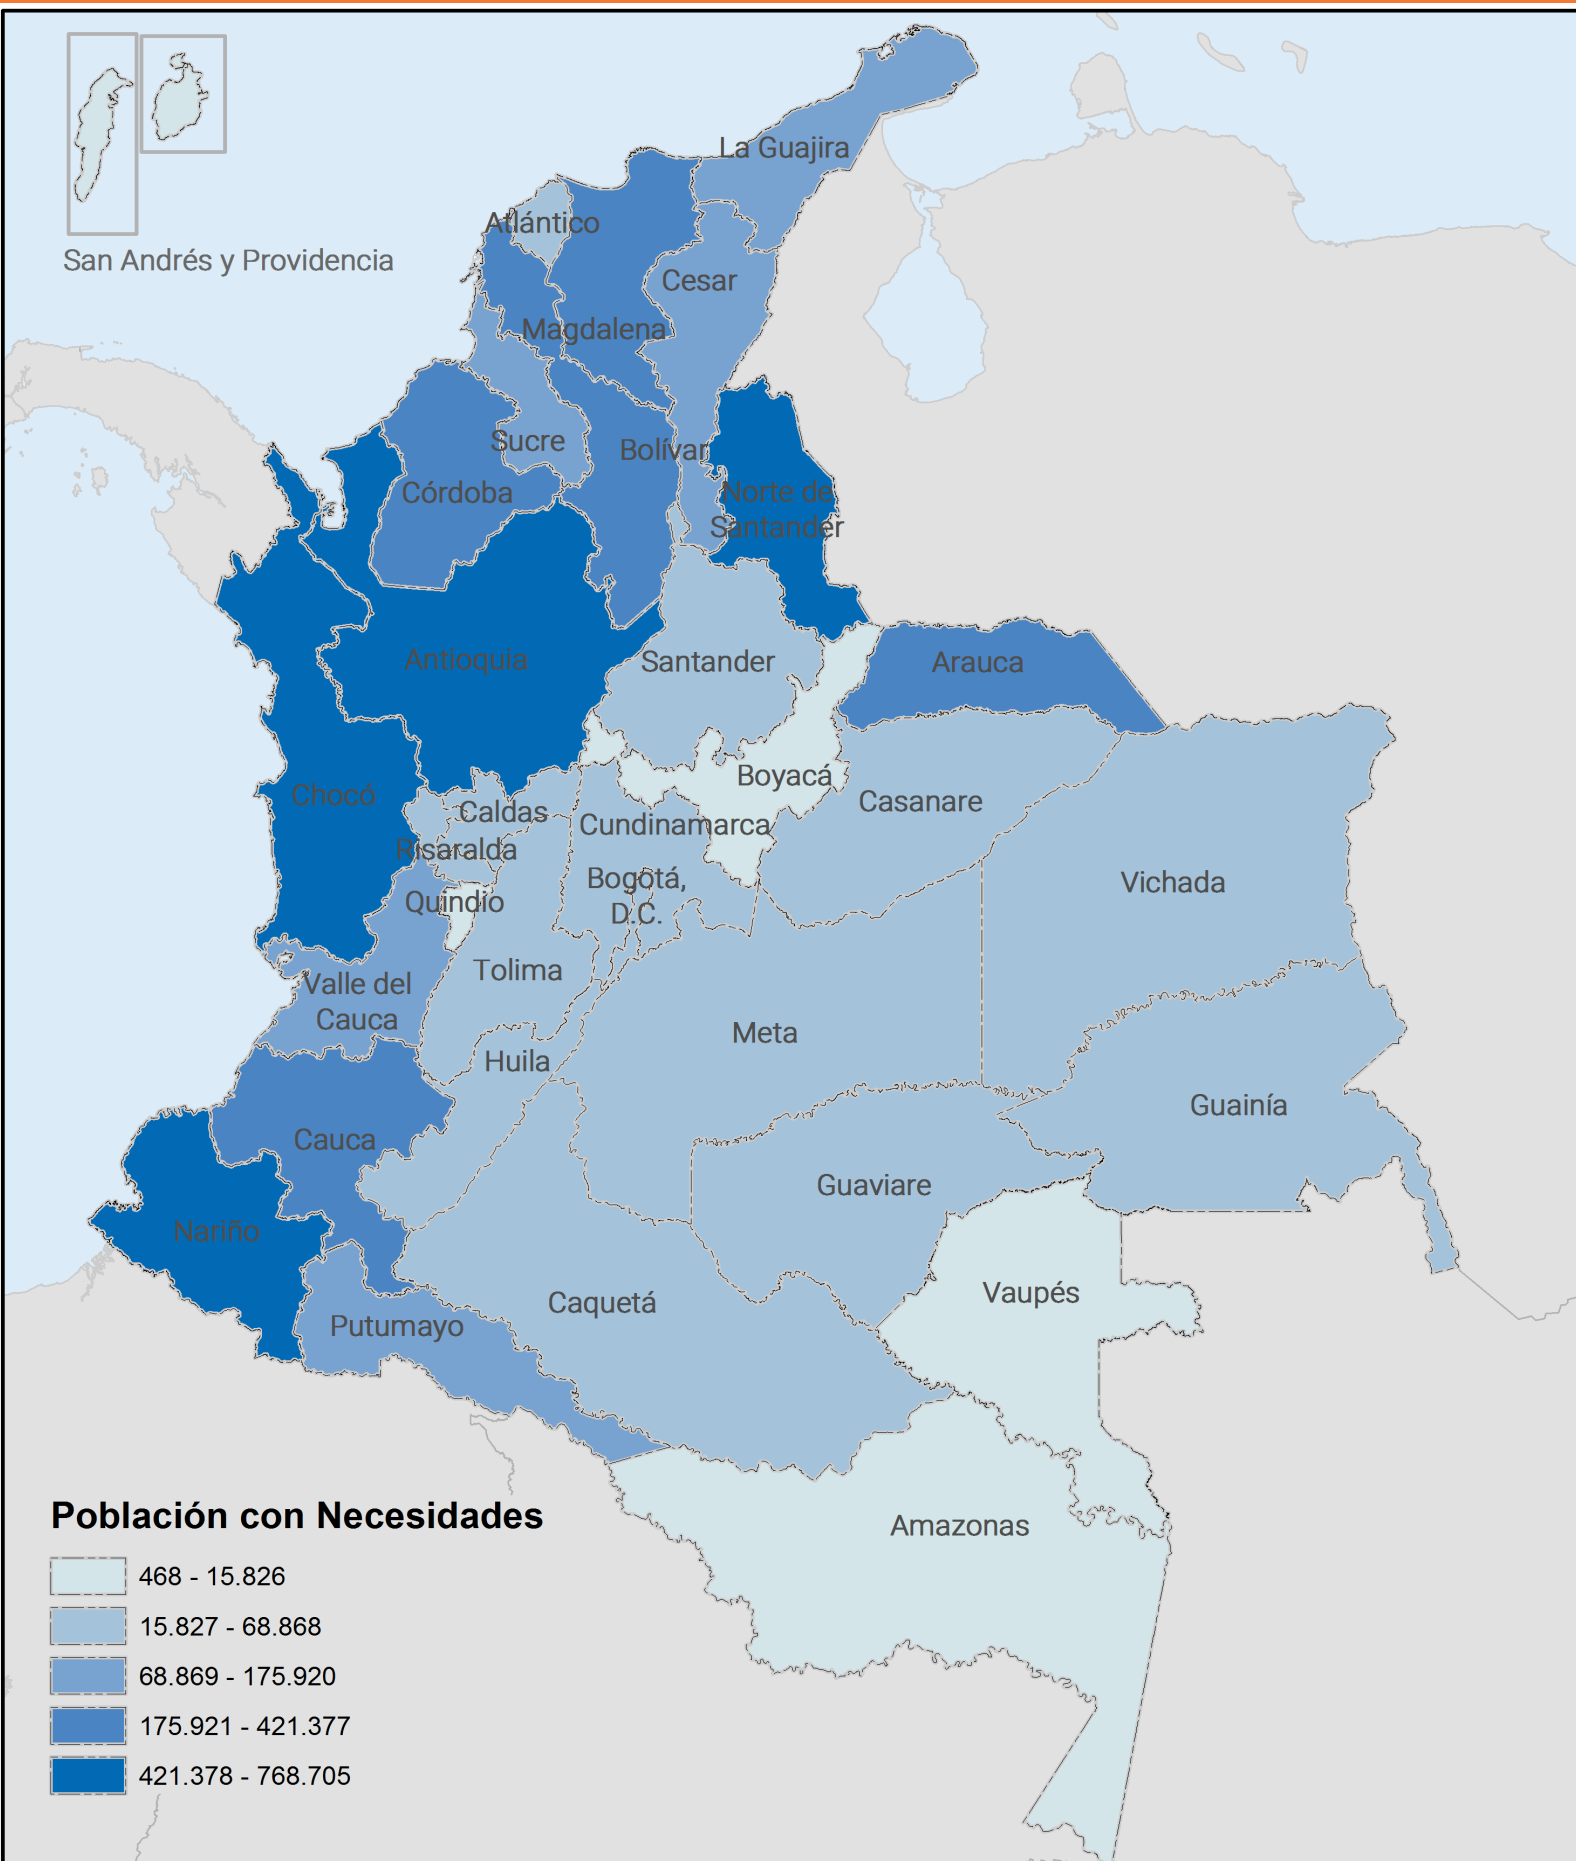 San Andrés y Providencia
La Guajira
Atlántico
Cesar
Magdalena
Sucre
Bolívar
Córdoba
Norte de
Santander
Antioquia
Santander
Arauca
Chocó
Boyacá
Caldas
Casanare
Cundinamarca
Risaralda
Bogotá,
D.C.
Vichada
Quindio
Tolima
Valle del
Cauca
Meta
Huila
Guainía
Cauca
Guaviare
Nariño
Vaupés
Caquetá
Putumayo
Amazonas
Población con Necesidades
468 - 15.826
15.827 - 68.868
68.869 - 175.920
175.921 - 421.377
421.378 - 768.705